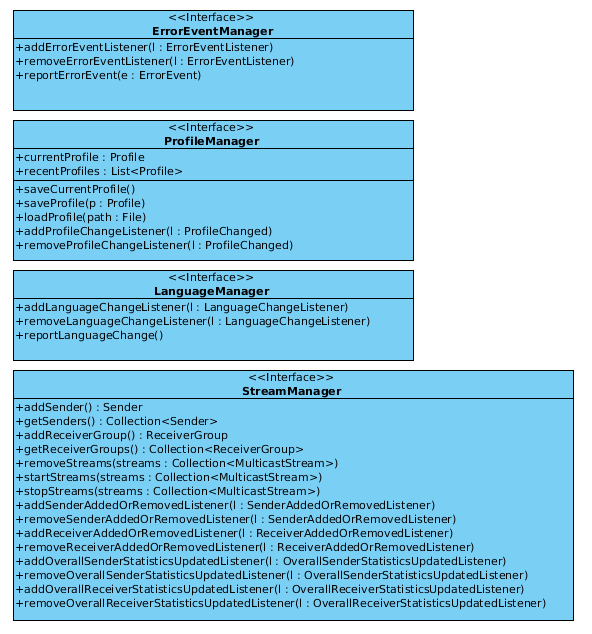 <<Interface>>
ErrorEventManager
+addErrorEventListener(l : ErrorEventListener)
+removeErrorEventListener(l : ErrorEventListener)
+reportErrorEvent(e : ErrorEvent)
<<Interface>>
ProfileManager
+currentProfile : Profile
+recentProfiles : List<Profile>
+saveCurrentProfile()
+saveProfile(p : Profile)
+loadProfile(path : File)
+addProfileChangeListener(l : ProfileChanged)
+removeProfileChangeListener(l : ProfileChanged)
<<Interface>>
LanguageManager
+addLanguageChangeListener(l : LanguageChangeListener)
+removeLanguageChangeListener(l : LanguageChangeListener)
+reportLanguageChange()
<<Interface>>
StreamManager
+addSender() : Sender
+getSenders() : Collection<Sender>
+addReceiverGroup() : ReceiverGroup
+getReceiverGroups() : Collection<ReceiverGroup>
+removeStreams(streams : Collection<MulticastStream>)
+startStreams(streams : Collection<MulticastStream>)
+stopStreams(streams : Collection<MulticastStream>)
+addSenderAddedOrRemovedListener(l : SenderAddedOrRemovedListener)
+removeSenderAddedOrRemovedListener(l : SenderAddedOrRemovedListener)
+addReceiverAddedOrRemovedListener(l : ReceiverAddedOrRemovedListener)
+removeReceiverAddedOrRemovedListener(l : ReceiverAddedOrRemovedListener)
+addOverallSenderStatisticsUpdatedListener(l : OverallSenderStatisticsUpdatedListener)
+removeOverallSenderStatisticsUpdatedListener(l : OverallSenderStatisticsUpdatedListener)
+addOverallReceiverStatisticsUpdatedListener(l : OverallReceiverStatisticsUpdatedListener)
+removeOverallReceiverStatisticsUpdatedListener(l : OverallReceiverStatisticsUpdatedListener)